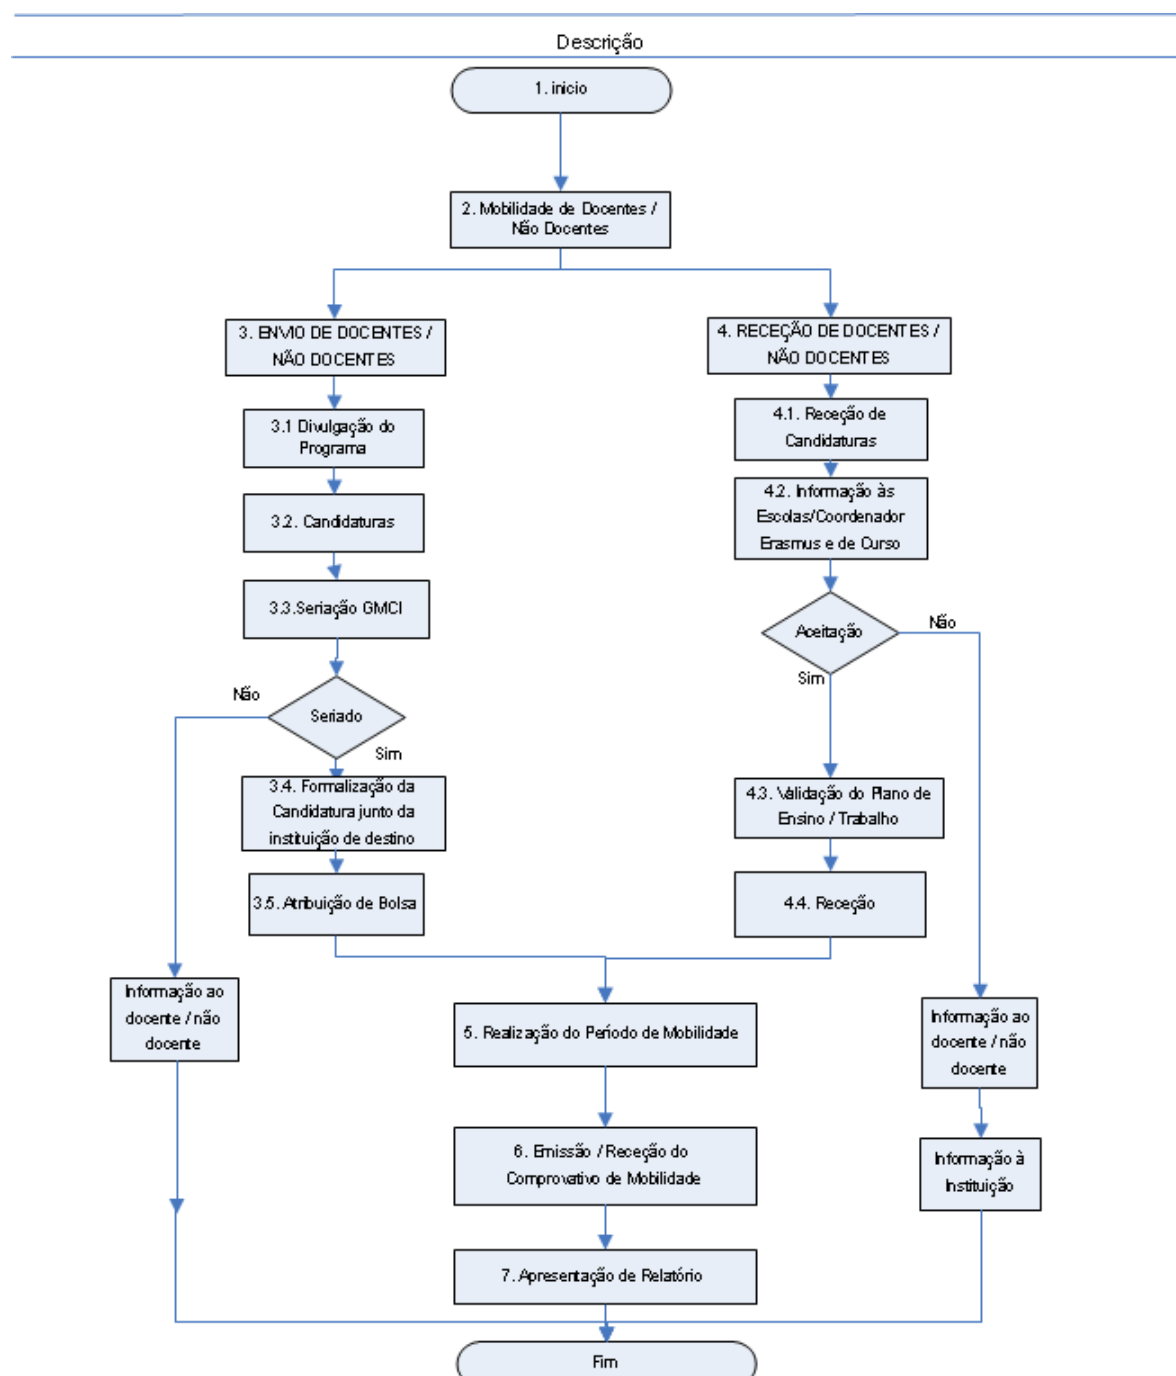 Descrição
1. inicio
2. Mobilidade de Docentes /
Não Docentes
3. ENVIO DE DOCENTES /
NÃO DOCENTES
3.1 Divulgação do
Programa
3.2. Candidaturas
3.3.Seriação GMCI
Não
Seriado
Sim
3.4. Formalização da
Candidatura junto da
instituição de destino
3.5. Atribuição de Bolsa
Informação ao
docente / não
docente
4. RECEÇÃO DE DOCENTES /
NÃO DOCENTES
4.1. Receção de
Candidaturas
4.2. Informação às
Escolas/Coordenador
Erasmus e de Curso
Aceitação
Não
Sim
4.3. Validação do Plano de
Ensino / Trabalho
4.4. Receção
Informação ao
docente / não
docente
Informação à
Instituição
5. Realização do Período de Mobilidade
6. Emissão / Receção do
Comprovativo de Mobilidade
7. Apresentação de Relatório
Fim